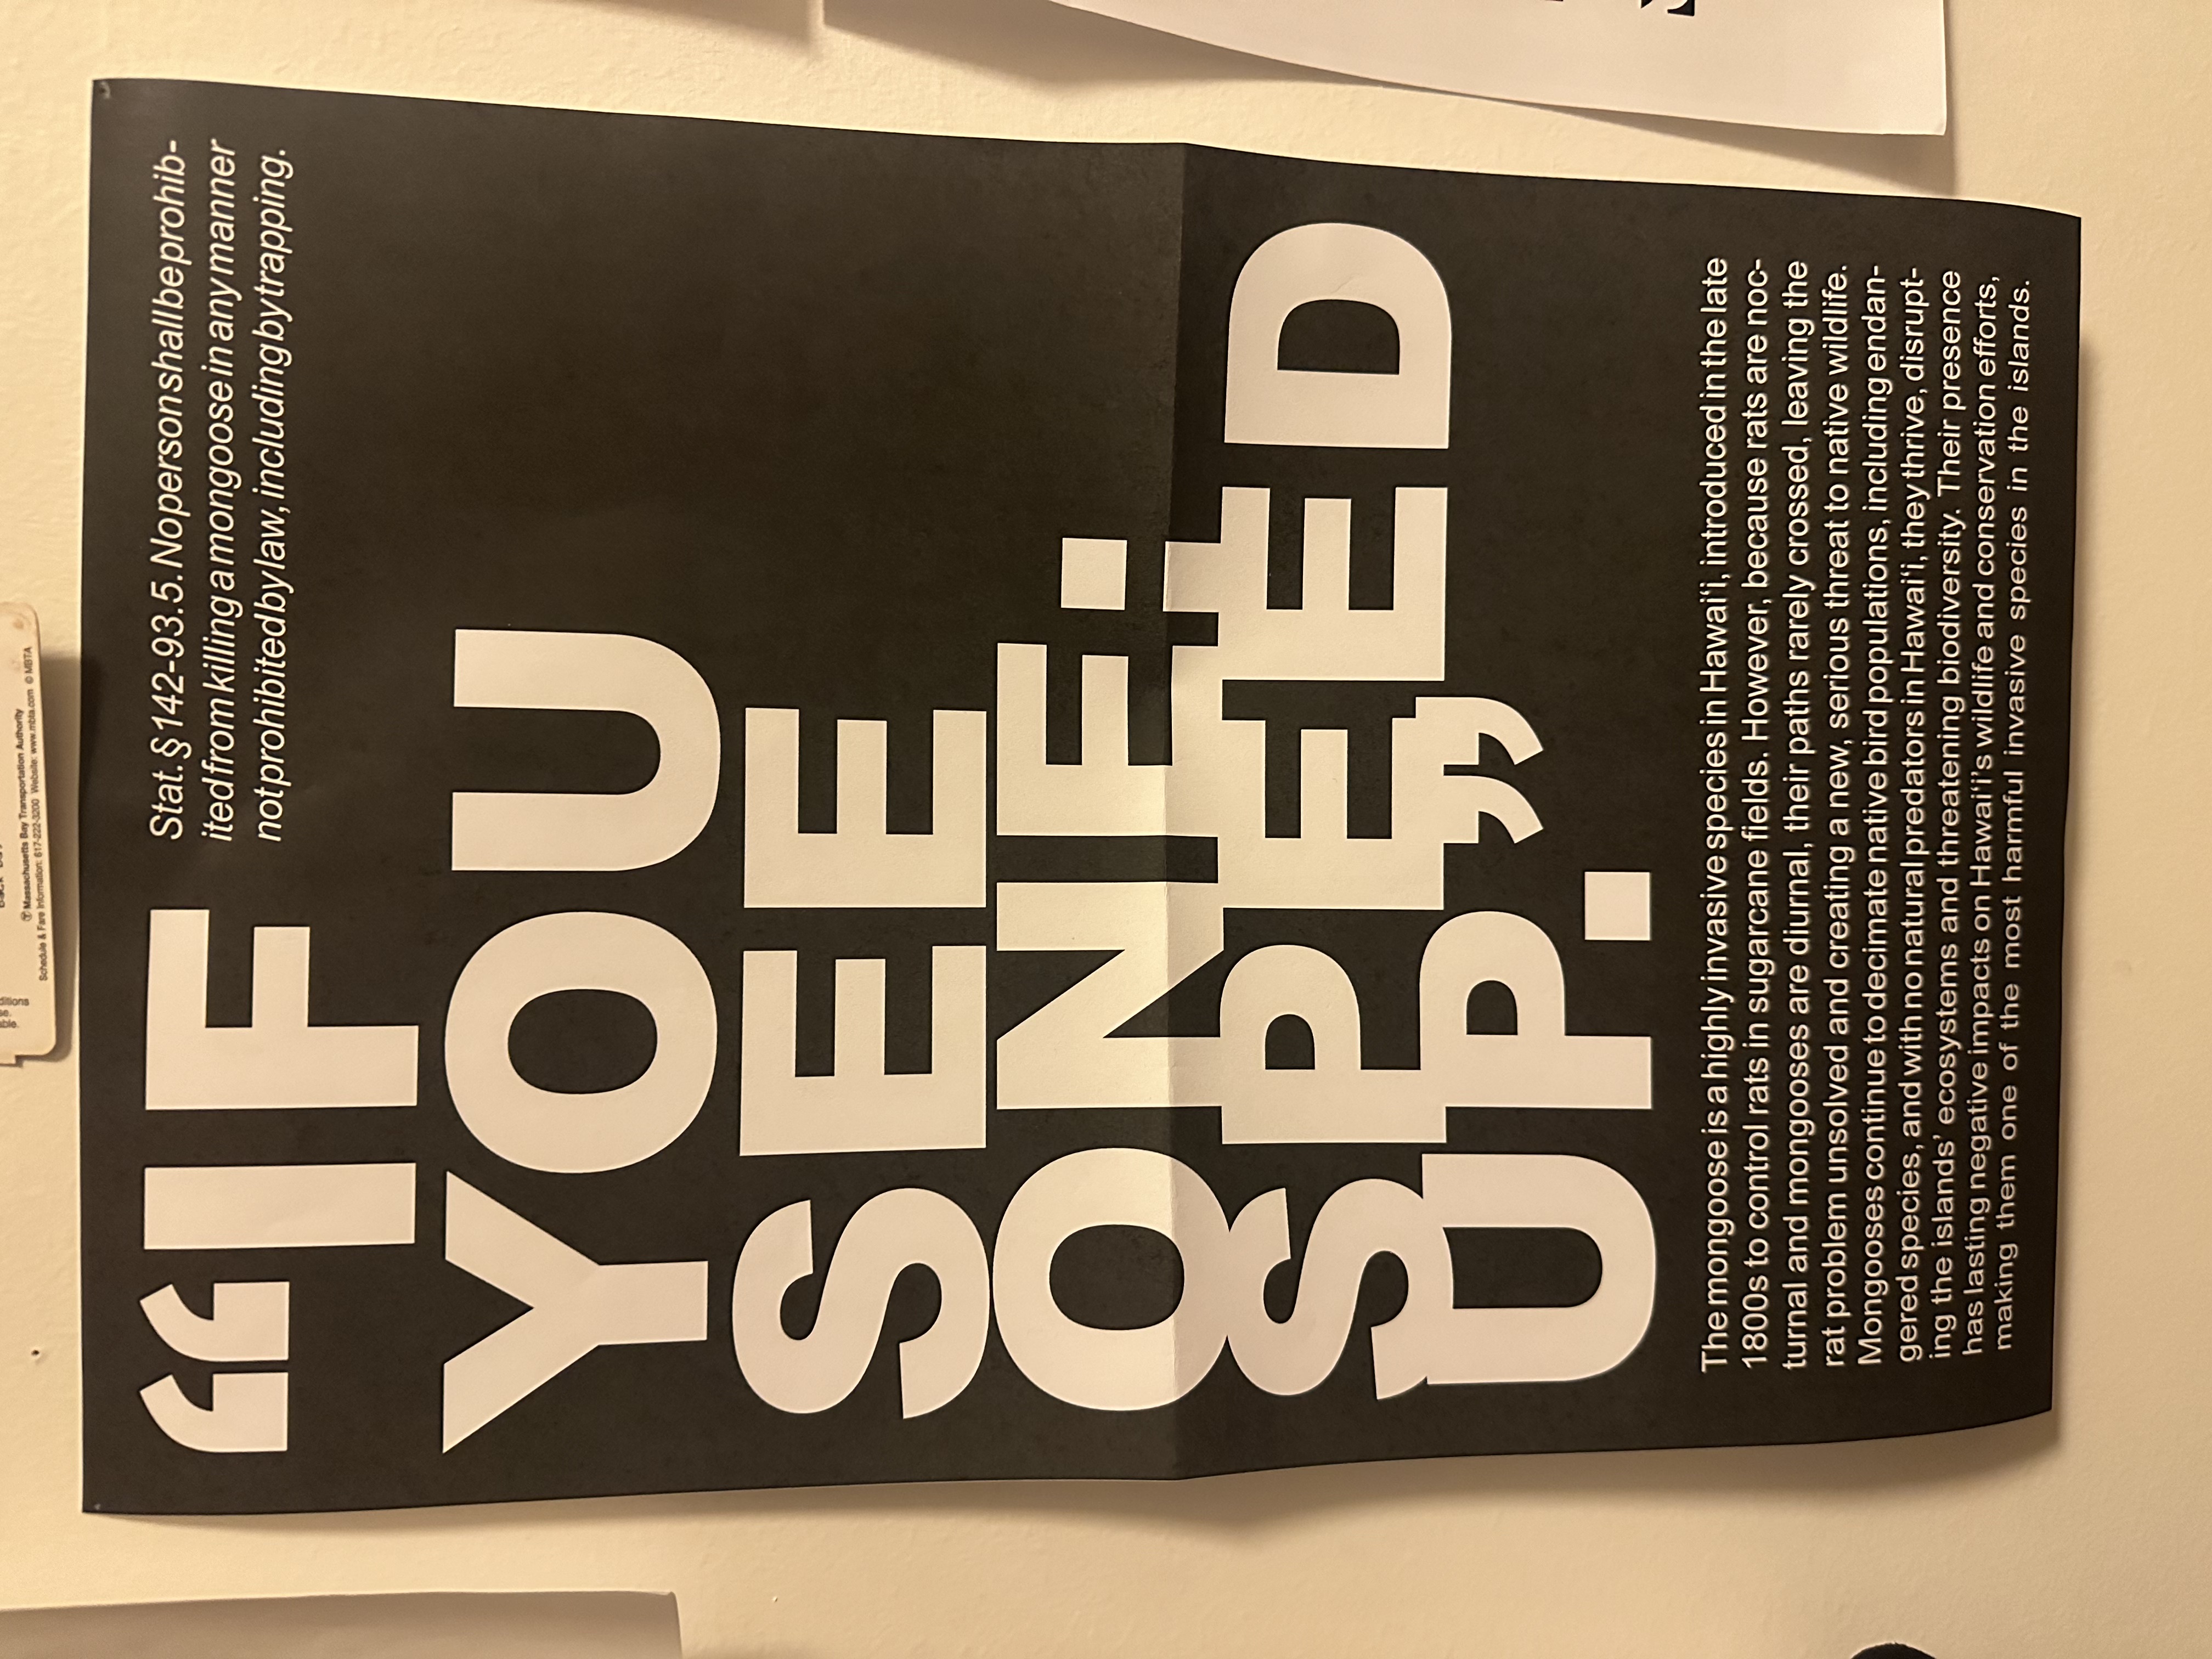 Massachusetts Bay Transportation Authority
Schedule & Fare Information: 617-222-3200 Website: www.mbta.com © MBTA
“IF
YOU
SEE
ONE;
SPEED
UP.”
Stat. § 142-93.5. No person shall be prohib-
ited from killing a mongoose in any manner
not prohibited by law, including by trapping.
The mongoose is a highly invasive species in Hawai‘i, introduced in the late
1800s to control rats in sugarcane fields. However, because rats are noc-
turnal and mongooses are diurnal, their paths rarely crossed, leaving the
rat problem unsolved and creating a new, serious threat to native wildlife.
Mongooses continue to decimate native bird populations, including endan-
gered species, and with no natural predators in Hawai‘i, they thrive, disrupt-
ing the islands’ ecosystems and threatening biodiversity. Their presence
has lasting negative impacts on Hawai‘i’s wildlife and conservation efforts,
making them one of the most harmful invasive species in the islands.